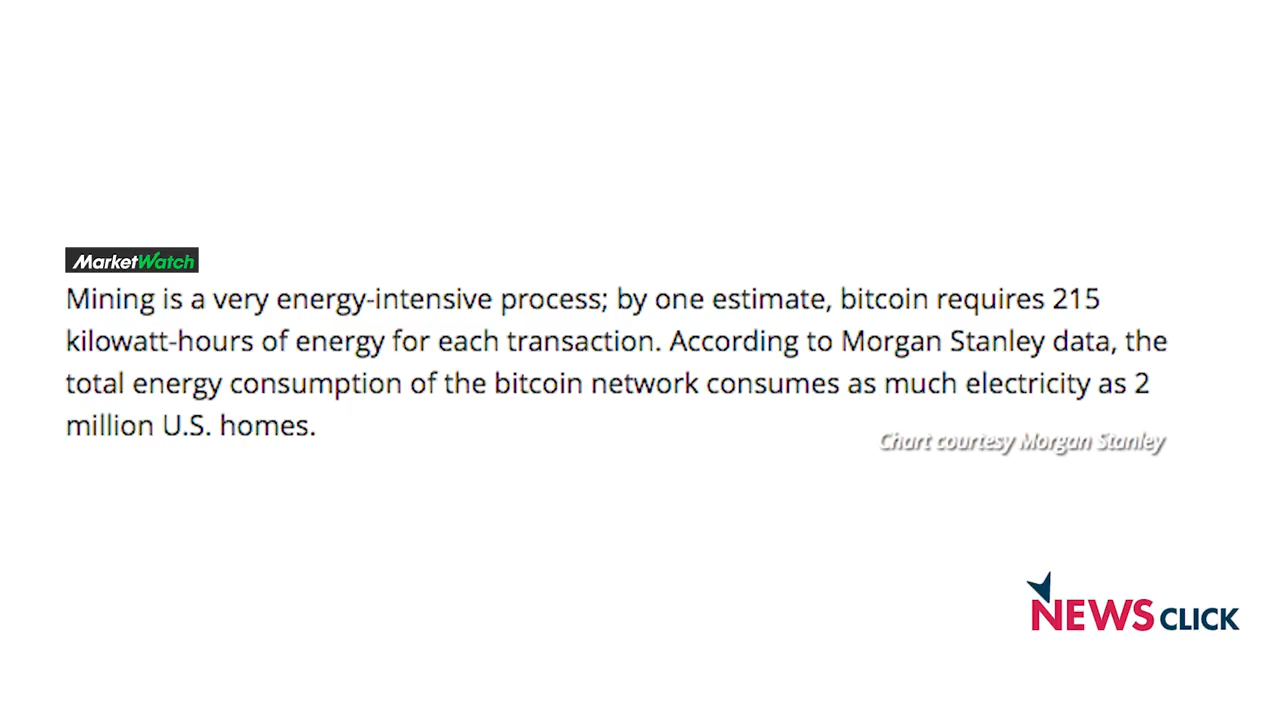 MarketWatch
Mining is a very energy-intensive process; by one estimate, bitcoin requires 215
kilowatt-hours of energy for each transaction. According to Morgan Stanley data, the
total energy consumption of the bitcoin network consumes as much electricity as 2
million U.S. homes.
Chart courtesy Morgan Stanley
NEWSCLICK